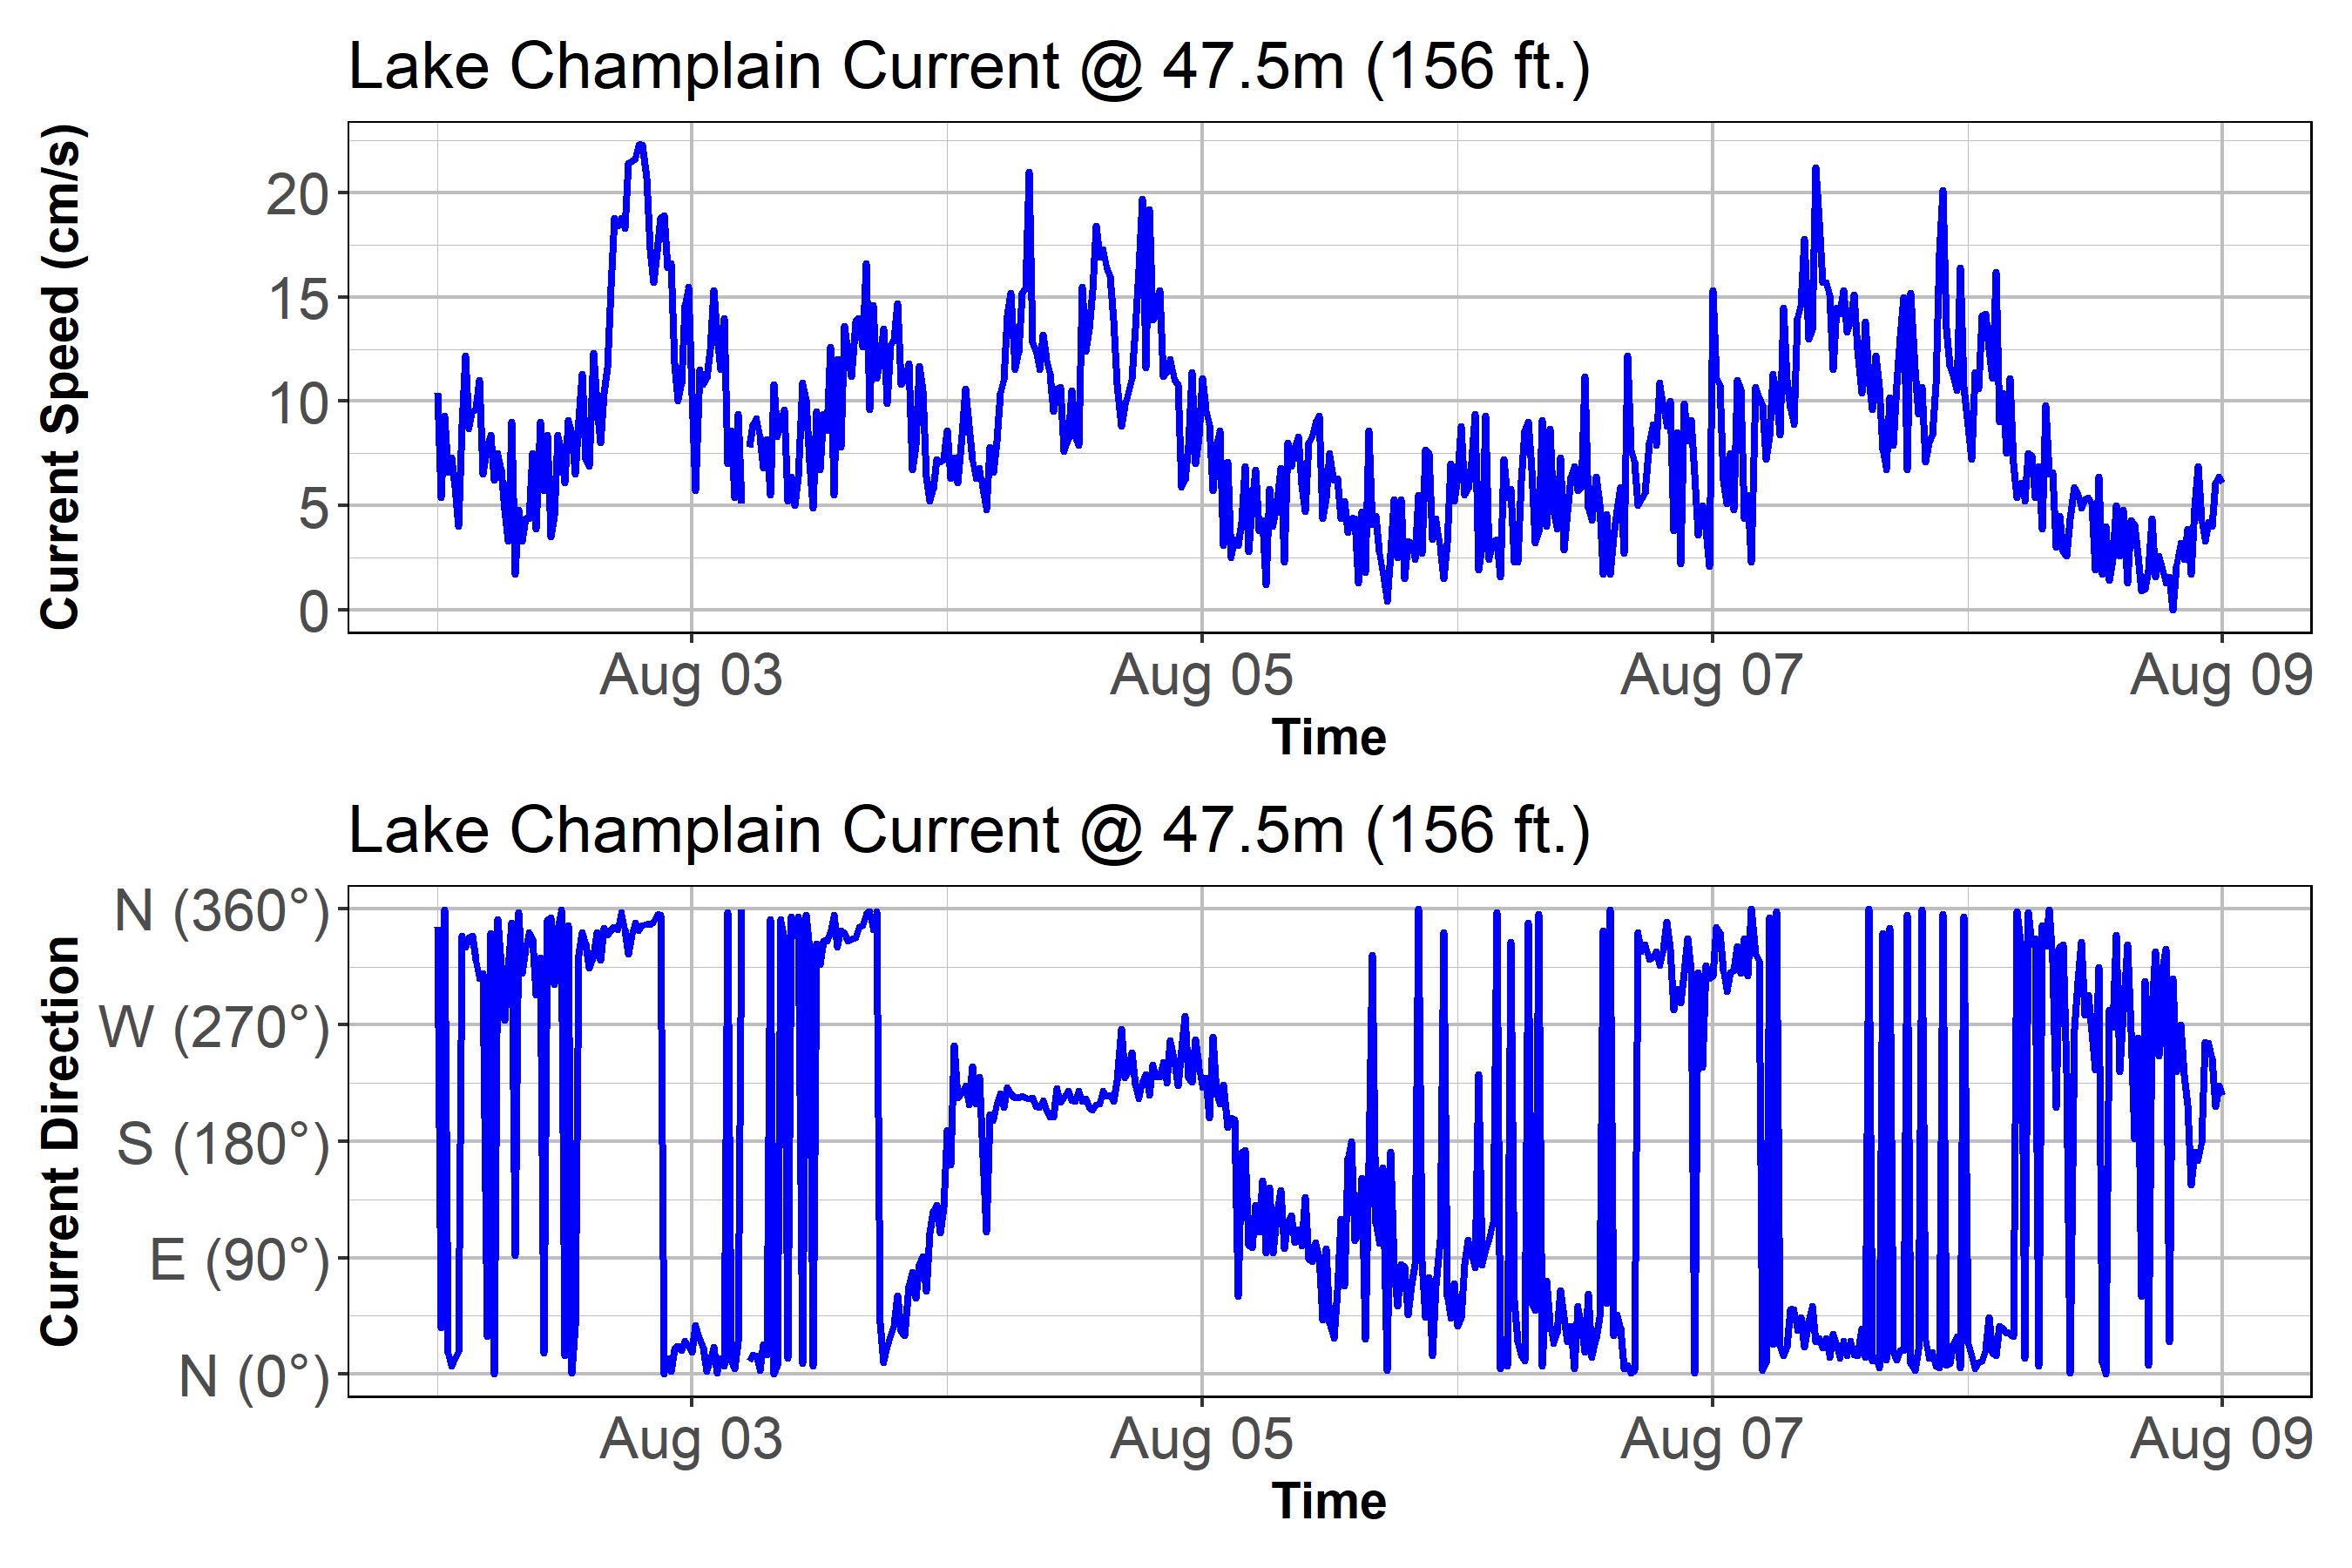 Lake Champlain Current @ 47.5m (156 ft.)
Current Speed (cm/s)
20
15
10
5
0
Aug 03 Aug 05 Aug 07 Aug 09
Time
Lake Champlain Current @ 47.5m (156 ft.)
Current Direction
N (360°)
W (270°)
S (180°)
E (90°)
N (0°)
Aug 03 Aug 05 Aug 07 Aug 09
Time